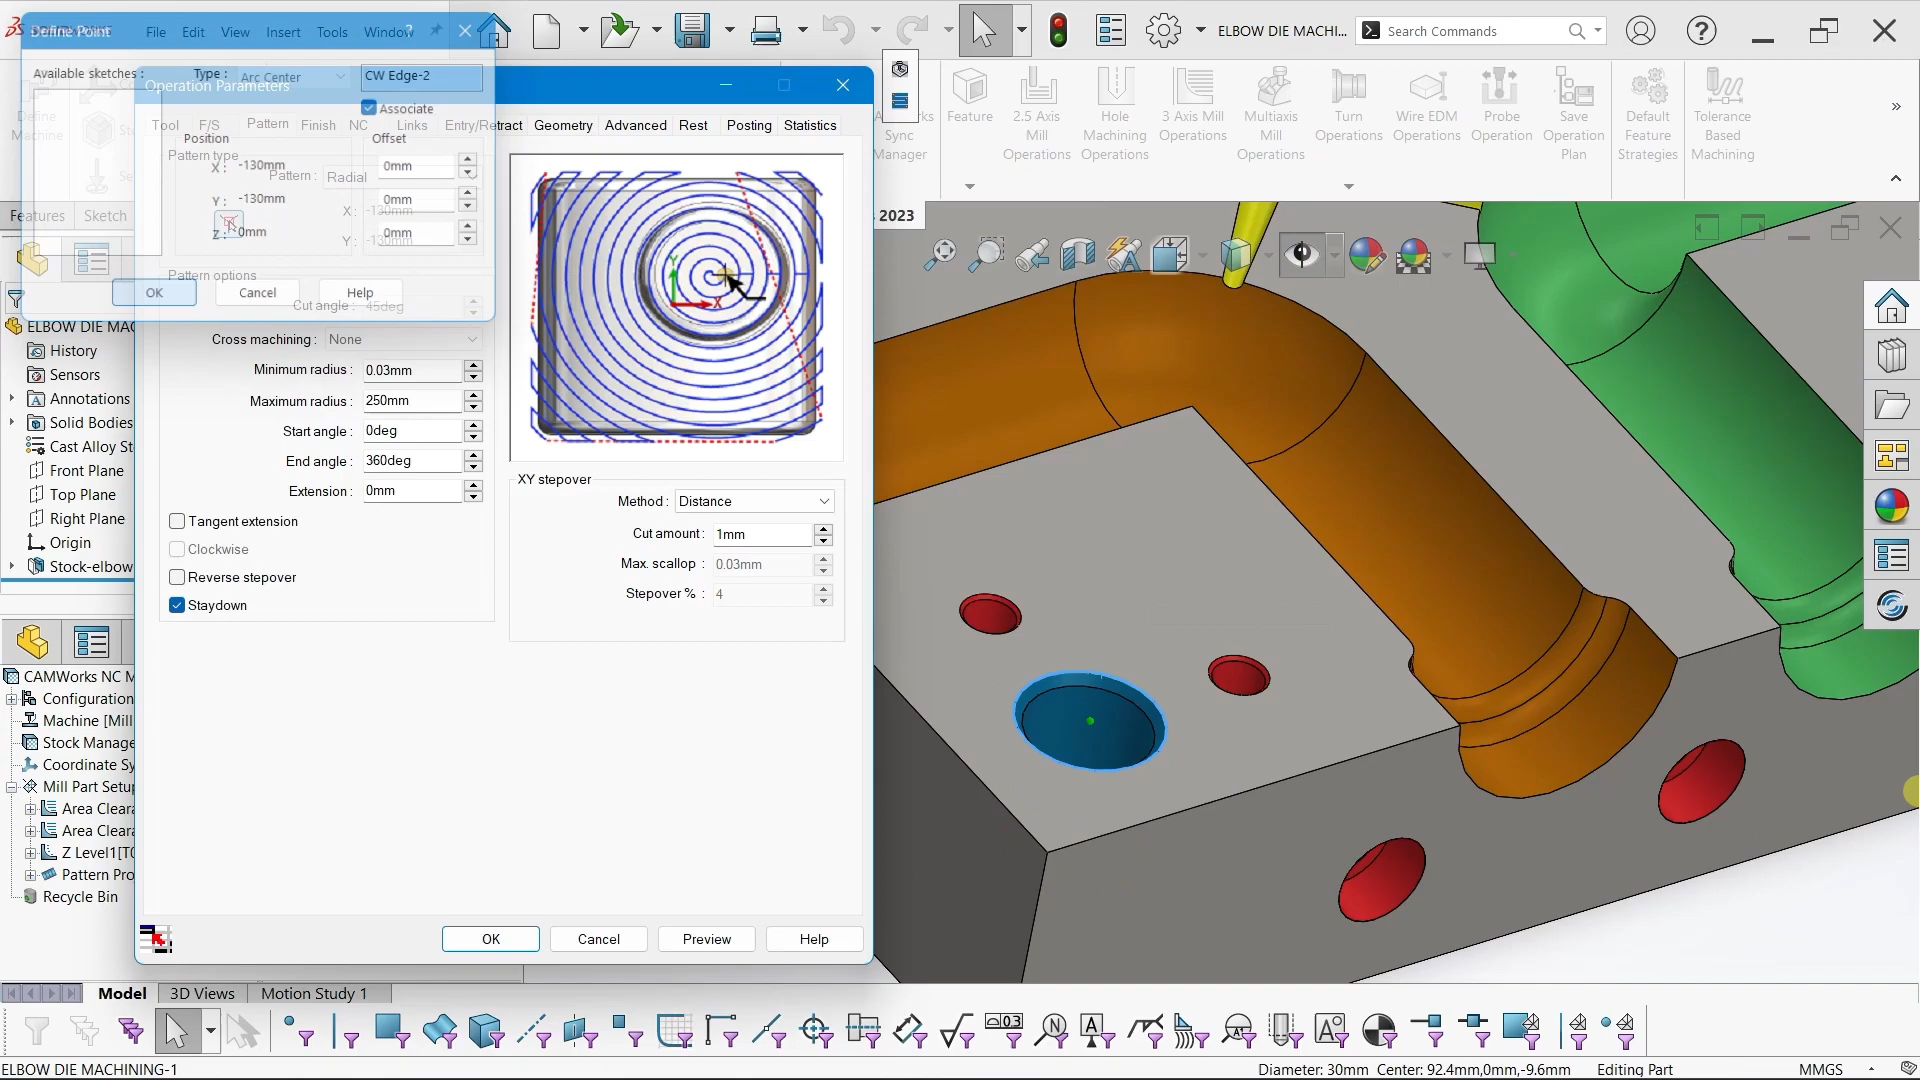 Define Point
File Edit View Insert Tools Window
ELBOW DIE MACHI...
Search Commands
Available sketches :
Type :
Arc Center
CW Edge-2
Operation Parameters
Associate
Tool
F/S
Pattern
Finish
NC
Links
Entry/Retract
Geometry
Advanced
Rest
Posting
Statistics
Position
Offset
Pattern type
X :
-130mm
0mm
Pattern :
Radial
Y :
-130mm
0mm
X :
-130mm
Z :
0mm
0mm
Y :
-130mm
Pattern options
OK
Cancel
Help
Cut angle :
45deg
Cross machining :
None
Minimum radius :
0.03mm
Maximum radius :
250mm
Start angle :
0deg
End angle :
360deg
Extension :
0mm
Tangent extension
Clockwise
Reverse stepover
Staydown
Y
X
XY stepover
Method :
Distance
Cut amount :
1mm
Max. scallop :
0.03mm
Stepover % :
4
OK
Cancel
Preview
Help
Define
Machine
Sync
Manager
Feature
2.5 Axis
Mill
Operations
Hole
Machining
Operations
3 Axis Mill
Operations
Multiaxis
Mill
Operations
Turn
Operations
Wire EDM
Operations
Probe
Operation
Save
Operation
Plan
Default
Feature
Strategies
Tolerance
Based
Machining
Features
Sketch
2023
ELBOW DIE MAC
History
Sensors
Annotations
Solid Bodies
Cast Alloy St
Front Plane
Top Plane
Right Plane
Origin
Stock-elbow
CAMWorks NC M
Configuration
Machine [Mill
Stock Manage
Coordinate Sy
Mill Part Setup
Area Cleara
Area Cleara
Z Level1[T0
Pattern Pro
Recycle Bin
Model
3D Views
Motion Study 1
ELBOW DIE MACHINING-1
Diameter: 30mm Center: 92.4mm,0mm,-9.6mm
Editing Part
MMGS